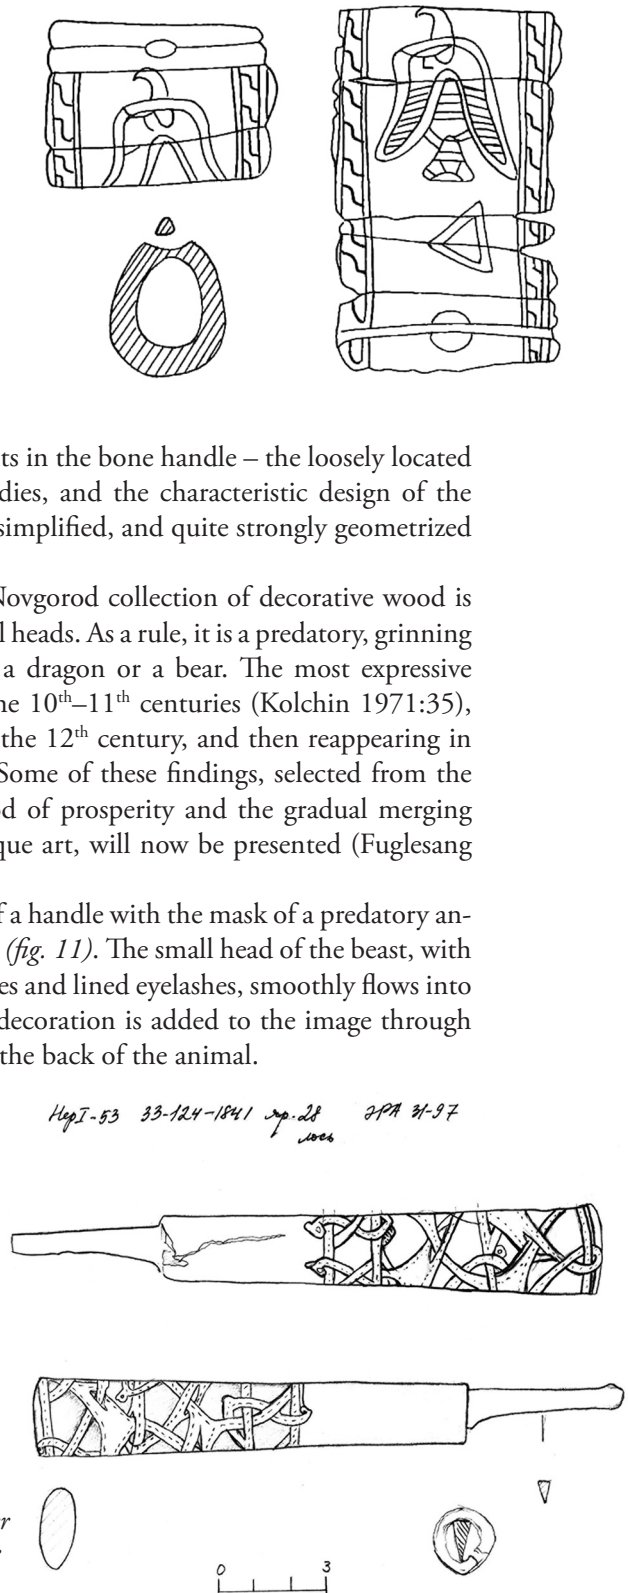 ts in the bone handle – the loosely located
dies, and the characteristic design of the
simplified, and quite strongly geometrized
Novgorod collection of decorative wood is
l heads. As a rule, it is a predatory, grinning
a dragon or a bear. The most expressive
ne 10th–11th centuries (Kolchin 1971:35),
the 12th century, and then reappearing in
Some of these findings, selected from the
od of prosperity and the gradual merging
que art, will now be presented (Fuglesang
f a handle with the mask of a predatory an-
(fig. 11). The small head of the beast, with
es and lined eyelashes, smoothly flows into
decoration is added to the image through
the back of the animal.
НерI-53 33-124-1841 яр.28
лось
31-97
0 3